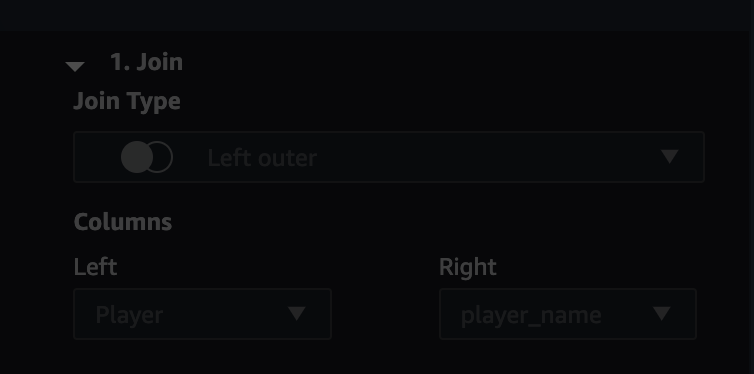 1. Join
Join Type
Left outer
Columns
Left
Right
Player
player_name